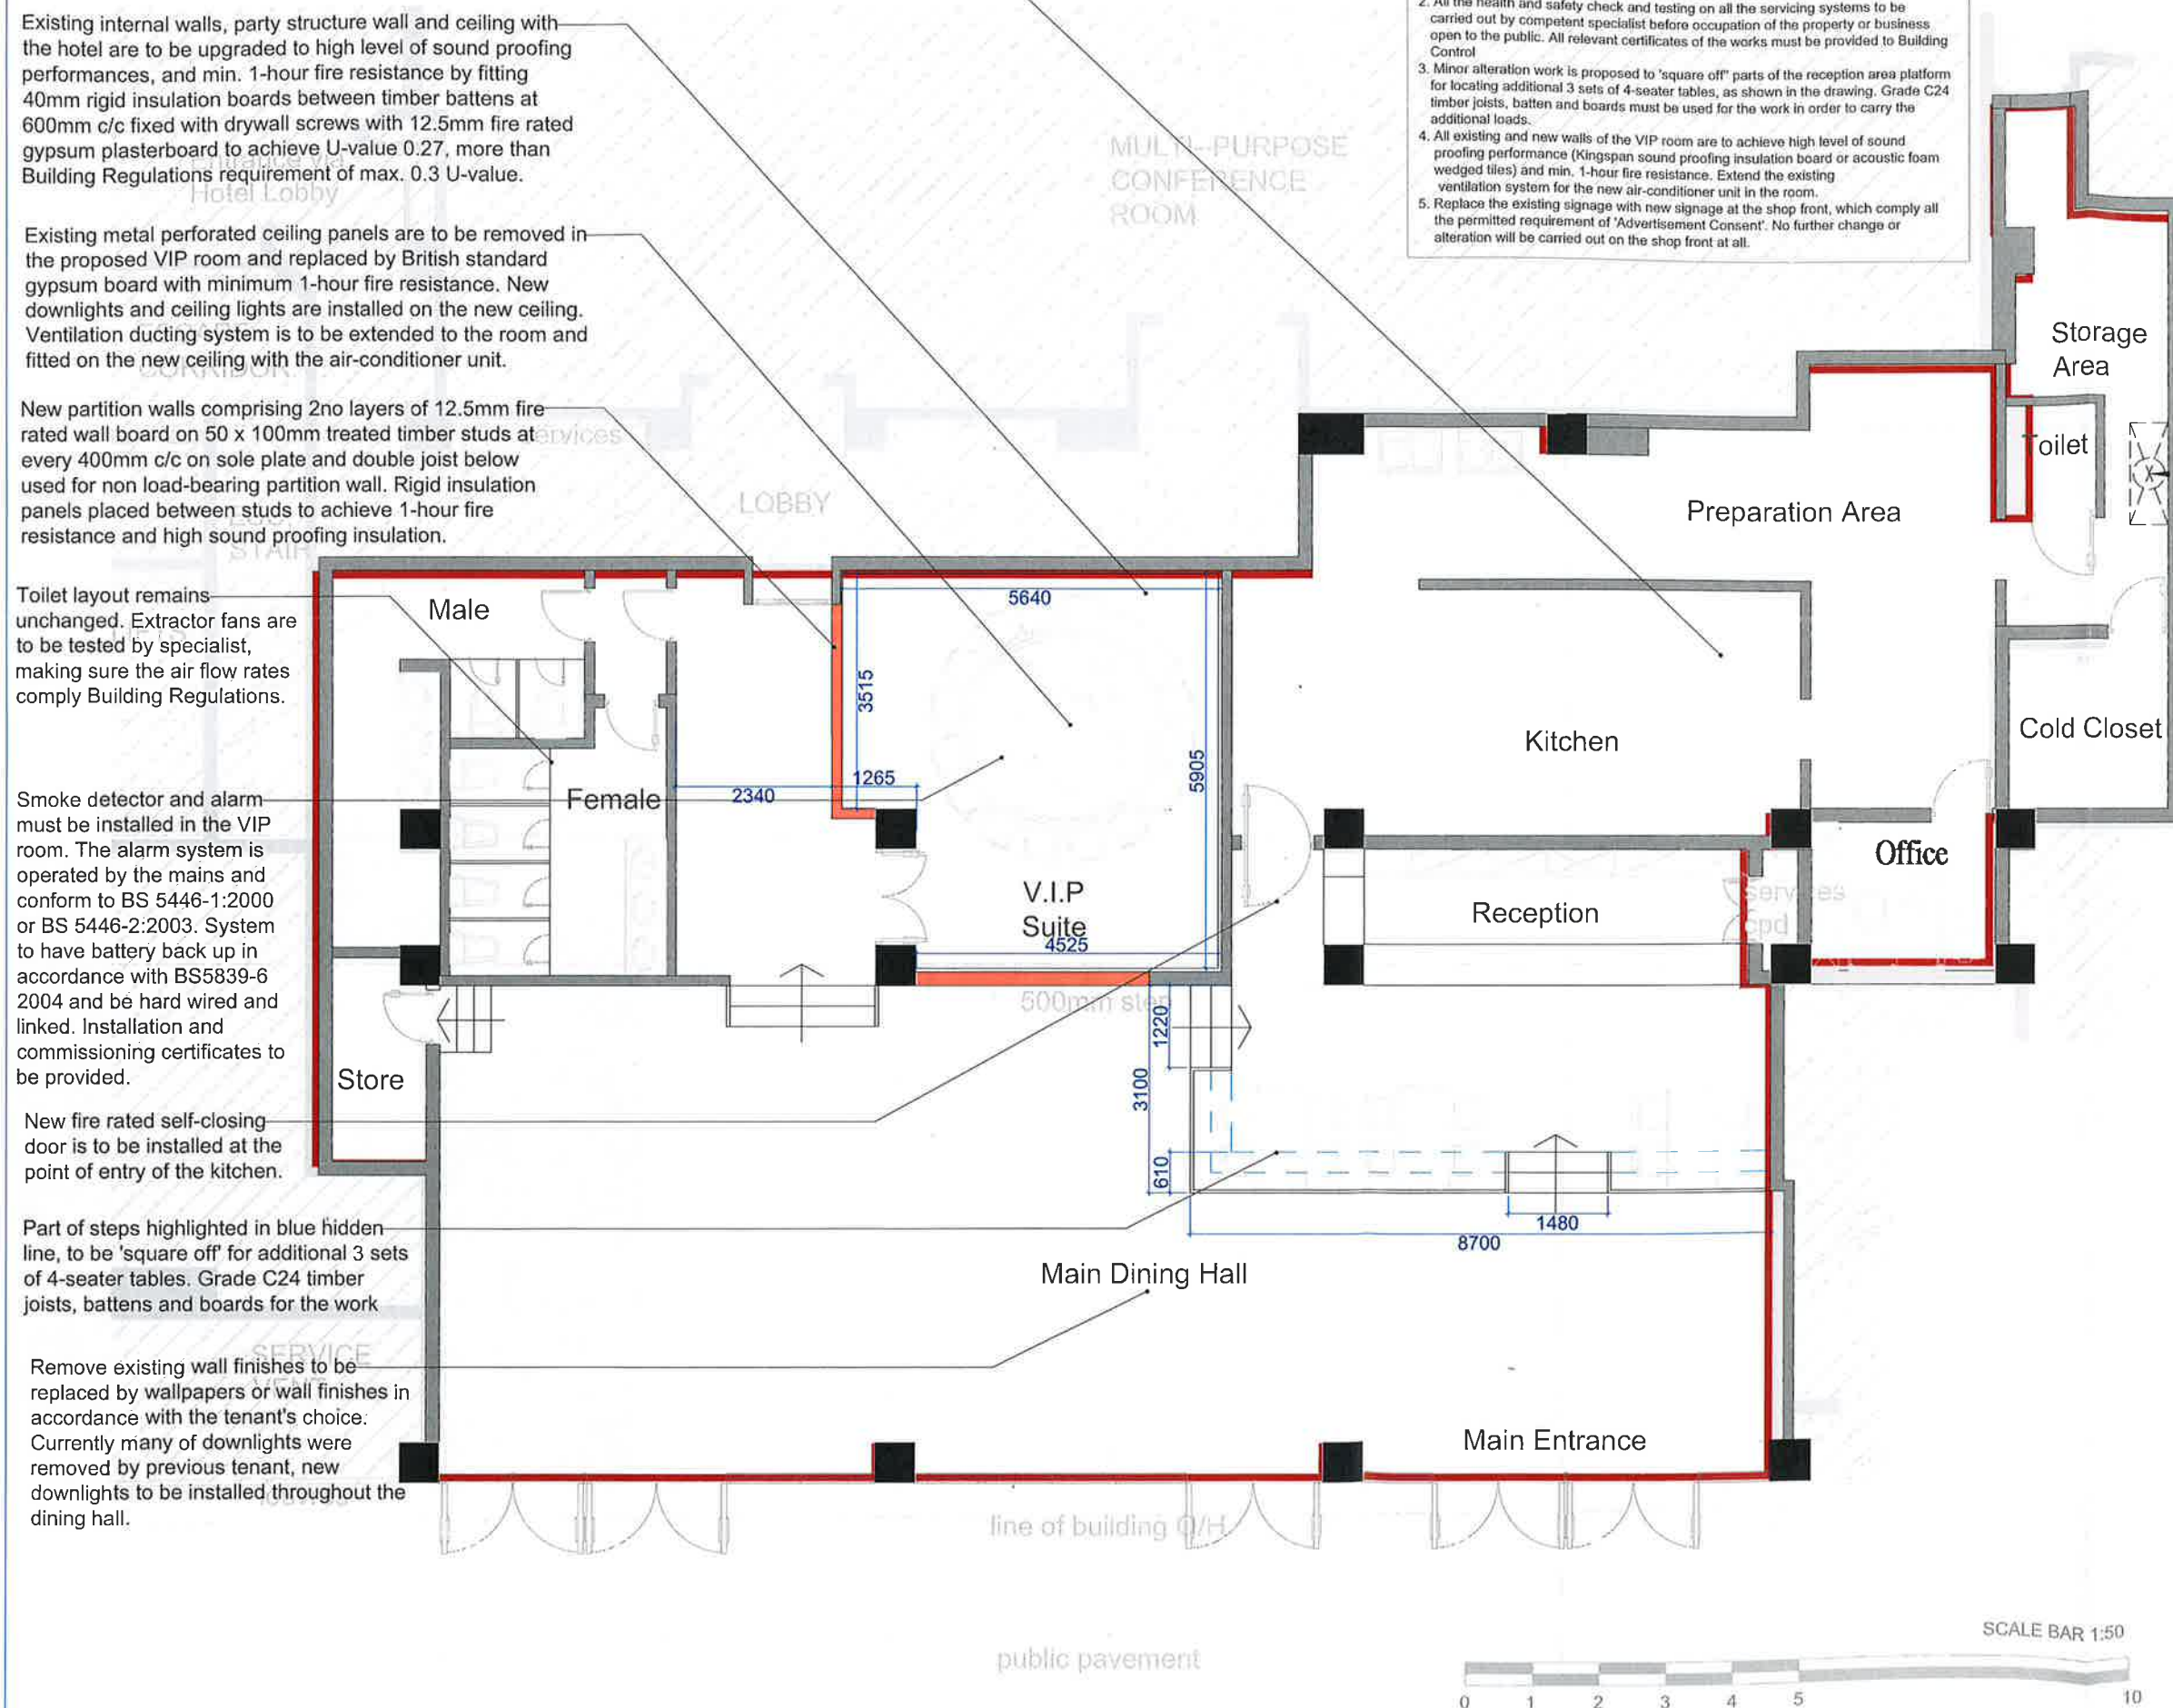 Existing internal walls, party structure wall and ceiling with
the hotel are to be upgraded to high level of sound proofing
performances, and min. 1-hour fire resistance by fitting
40mm rigid insulation boards between timber battens at
600mm c/c fixed with drywall screws with 12.5mm fire rated
gypsum plasterboard to achieve U-value 0.27, more than
Building Regulations requirement of max. 0.3 U-value.
Entrance via
Hotel Lobby
Existing metal perforated ceiling panels are to be removed in
the proposed VIP room and replaced by British standard
gypsum board with minimum 1-hour fire resistance. New
downlights and ceiling lights are installed on the new ceiling.
Ventilation ducting system is to be extended to the room and
fitted on the new ceiling with the air-conditioner unit.
CORRIDOR
New partition walls comprising 2no layers of 12.5mm fire
rated wall board on 50 x 100mm treated timber studs at
every 400mm c/c on sole plate and double joist below
used for non load-bearing partition wall. Rigid insulation
panels placed between studs to achieve 1-hour fire
resistance and high sound proofing insulation.
services
STAIR
Toilet layout remains
unchanged. Extractor fans are
to be tested by specialist,
making sure the air flow rates
comply Building Regulations.
LIFTS
Smoke detector and alarm
must be installed in the VIP
room. The alarm system is
operated by the mains and
conform to BS 5446-1:2000
or BS 5446-2:2003. System
to have battery back up in
accordance with BS5839-6
2004 and be hard wired and
linked. Installation and
commissioning certificates to
be provided.
New fire rated self-closing
door is to be installed at the
point of entry of the kitchen.
Part of steps highlighted in blue hidden
line, to be 'square off' for additional 3 sets
of 4-seater tables. Grade C24 timber
joists, battens and boards for the work
SERVICE
Remove existing wall finishes to be
replaced by wallpapers or wall finishes in
accordance with the tenant's choice.
Currently many of downlights were
removed by previous tenant, new
downlights to be installed throughout the
dining hall.
2. All the health and safety check and testing on all the servicing systems to be
carried out by competent specialist before occupation of the property or business
open to the public. All relevant certificates of the works must be provided to Building
Control
3. Minor alteration work is proposed to 'square off" parts of the reception area platform
for locating additional 3 sets of 4-seater tables, as shown in the drawing. Grade C24
timber joists, batten and boards must be used for the work in order to carry the
additional loads.
4. All existing and new walls of the VIP room are to achieve high level of sound
proofing performance (Kingspan sound proofing insulation board or acoustic foam
wedged tiles) and min. 1-hour fire resistance. Extend the existing
ventilation system for the new air-conditioner unit in the room.
5. Replace the existing signage with new signage at the shop front, which comply all
the permitted requirement of 'Advertisement Consent'. No further change or
alteration will be carried out on the shop front at all.
MULTI-PURPOSE
CONFERENCE
ROOM
LOBBY
Storage
Area
Toilet
Preparation Area
Male
5640
3515
Kitchen
Cold Closet
5905
1265
2340
Female
Office
V.I.P
Suite
4525
Reception
services
cpd
500mm step
1220
3100
Store
610
1480
8700
Main Dining Hall
Main Entrance
line of building O/H
public pavement
SCALE BAR 1:50
0 1 2 3 4 5 10